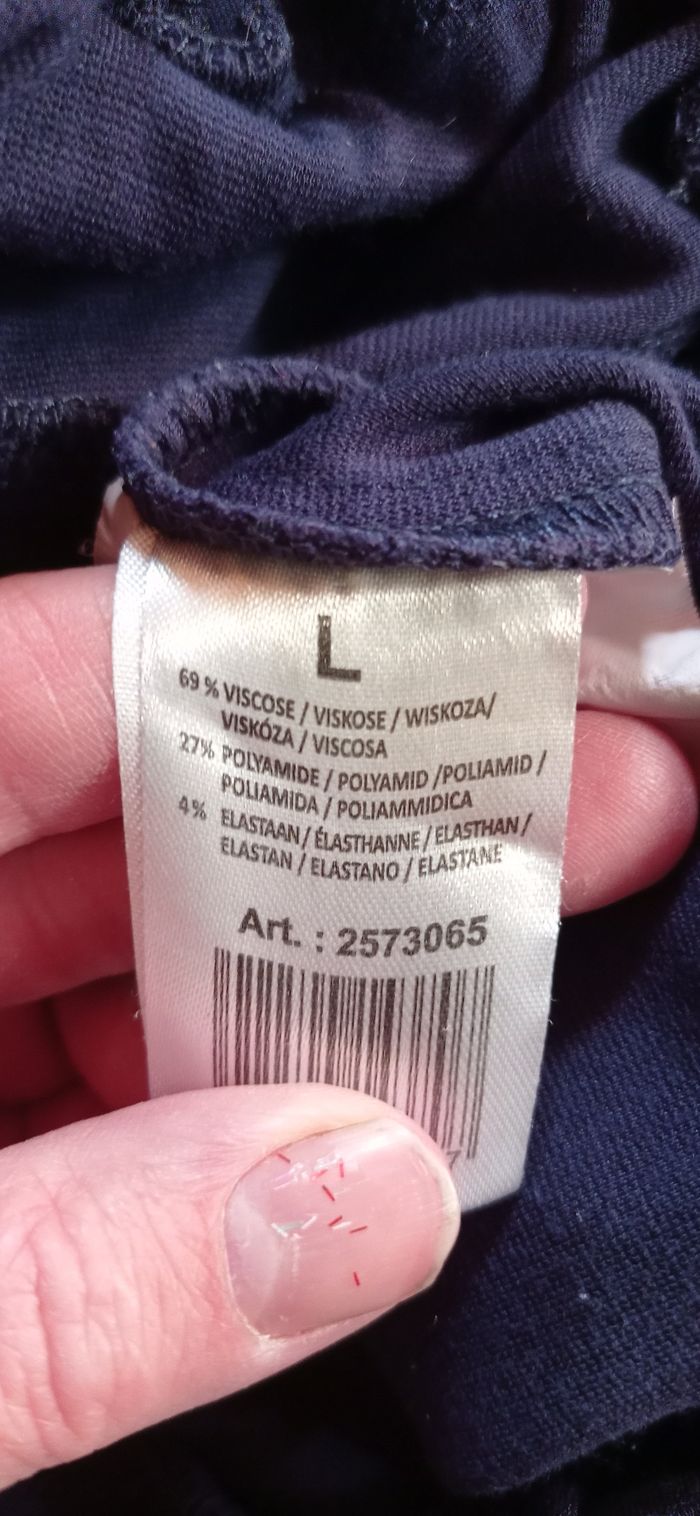 L
69 % VISCOSE / VISKOSE / WISKOZA/
VISKÓZA / VISCOSA
27% POLYAMIDE / POLYAMID /POLIAMID /
POLIAMIDA / POLIAMMIDICA
4% ELASTAAN / ÉLASTHANNE / ELASTHAN /
ELASTAN / ELASTANO / ELASTANE
Art. : 2573065
7